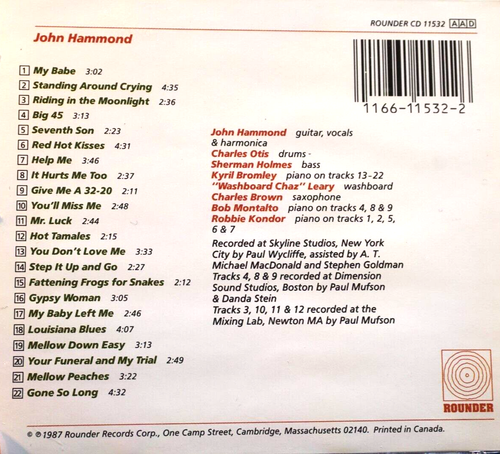 ROUNDER CD 11532 AAD
John Hammond
1 My Babe 3:02
2 Standing Around Crying 4:35
3 Riding in the Moonlight 2:36
4 Big 45 3:13
5 Seventh Son 2:23
6 Red Hot Kisses 4:31
7 Help Me 3:46
8 It Hurts Me Too 3:37
9 Give Me A 32-20 2:11
10 You'll Miss Me 2:48
11 Mr. Luck 2:44
12 Hot Tamales 2:15
13 You Don't Love Me 3:33
14 Step It Up and Go 2:27
15 Fattening Frogs for Snakes 2:12
16 Gypsy Woman 3:05
17 My Baby Left Me 2:32
18 Louisiana Blues 4:07
19 Mellow Down Easy 3:13
20 Your Funeral and My Trial 2:49
21 Mellow Peaches 3:22
22 Gone So Long 4:32
1166-11532-2
John Hammond guitar, vocals
& harmonica
Charles Otis drums
Sherman Holmes bass
Kyril Bromley piano on tracks 13-22
"Washboard Chaz" Leary washboard
Charles Brown saxophone
Bob Montalto piano on tracks 4, 8 & 9
Robbie Kondor piano on tracks 1, 2, 5,
6 & 7
Recorded at Skyline Studios, New York
City by Paul Wycliffe, assisted by A. T.
Michael MacDonald and Stephen Goldman
Tracks 4, 8 & 9 recorded at Dimension
Sound Studios, Boston by Paul Mufson
& Danda Stein
Tracks 3, 10, 11 & 12 recorded at the
Mixing Lab, Newton MA by Paul Mufson
ROUNDER
© ℗ 1987 Rounder Records Corp., One Camp Street, Cambridge, Massachusetts 02140. Printed in Canada.